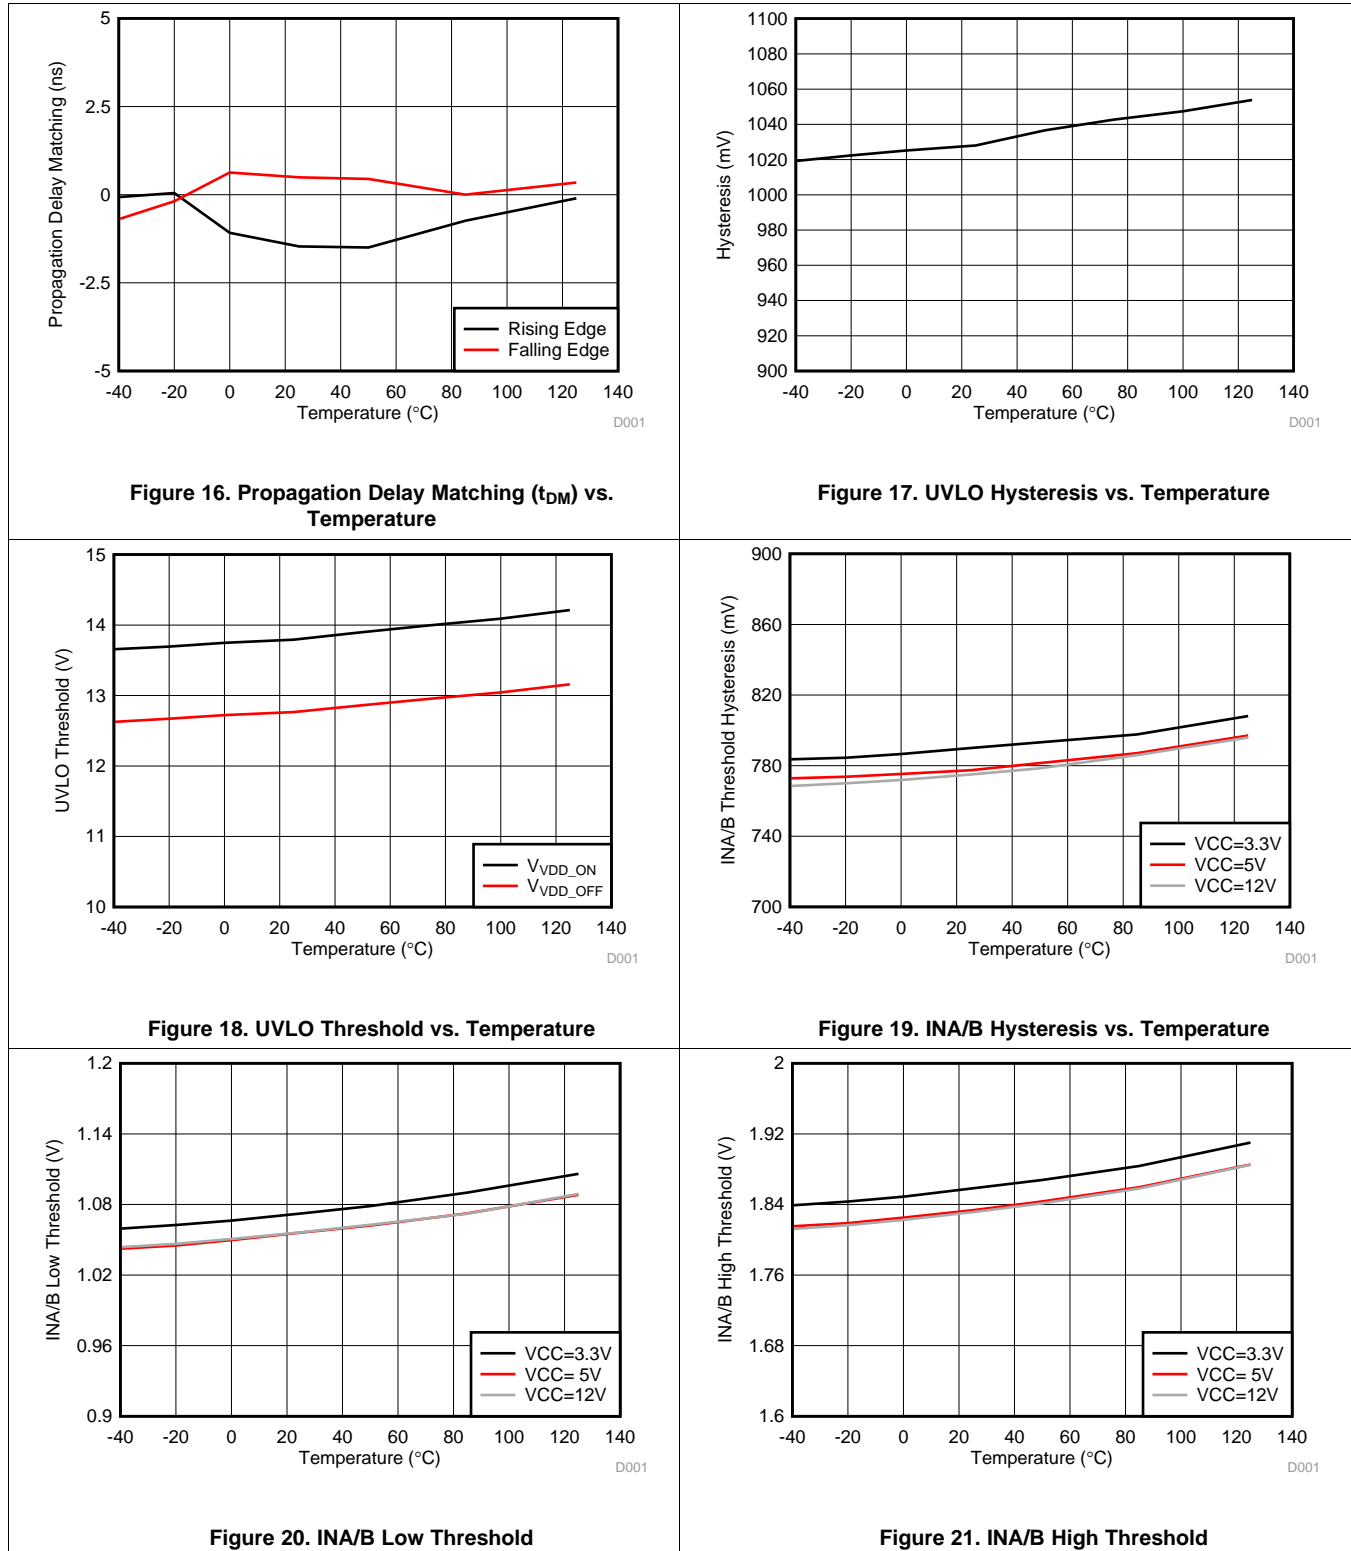 5
2.5
0
-2.5
-5
Propagation Delay Matching (ns)
Rising Edge
Falling Edge
-40 -20 0 20 40 60 80 100 120 140
Temperature (°C)
D001
Figure 16. Propagation Delay Matching (tDM) vs.
Temperature
1100
1080
1060
1040
1020
1000
980
960
940
920
900
Hysteresis (mV)
-40 -20 0 20 40 60 80 100 120 140
Temperature (°C)
D001
Figure 17. UVLO Hysteresis vs. Temperature
15
14
13
12
11
10
UVLO Threshold (V)
VVDD_ON
VVDD_OFF
-40 -20 0 20 40 60 80 100 120 140
Temperature (°C)
D001
Figure 18. UVLO Threshold vs. Temperature
900
860
820
780
740
700
INA/B Threshold Hysteresis (mV)
VCC=3.3V
VCC=5V
VCC=12V
-40 -20 0 20 40 60 80 100 120 140
Temperature (°C)
D001
Figure 19. INA/B Hysteresis vs. Temperature
1.2
1.14
1.08
1.02
0.96
0.9
INA/B Low Threshold (V)
VCC=3.3V
VCC= 5V
VCC=12V
-40 -20 0 20 40 60 80 100 120 140
Temperature (°C)
D001
Figure 20. INA/B Low Threshold
2
1.92
1.84
1.76
1.68
1.6
INA/B High Threshold (V)
VCC=3.3V
VCC= 5V
VCC=12V
-40 -20 0 20 40 60 80 100 120 140
Temperature (°C)
D001
Figure 21. INA/B High Threshold